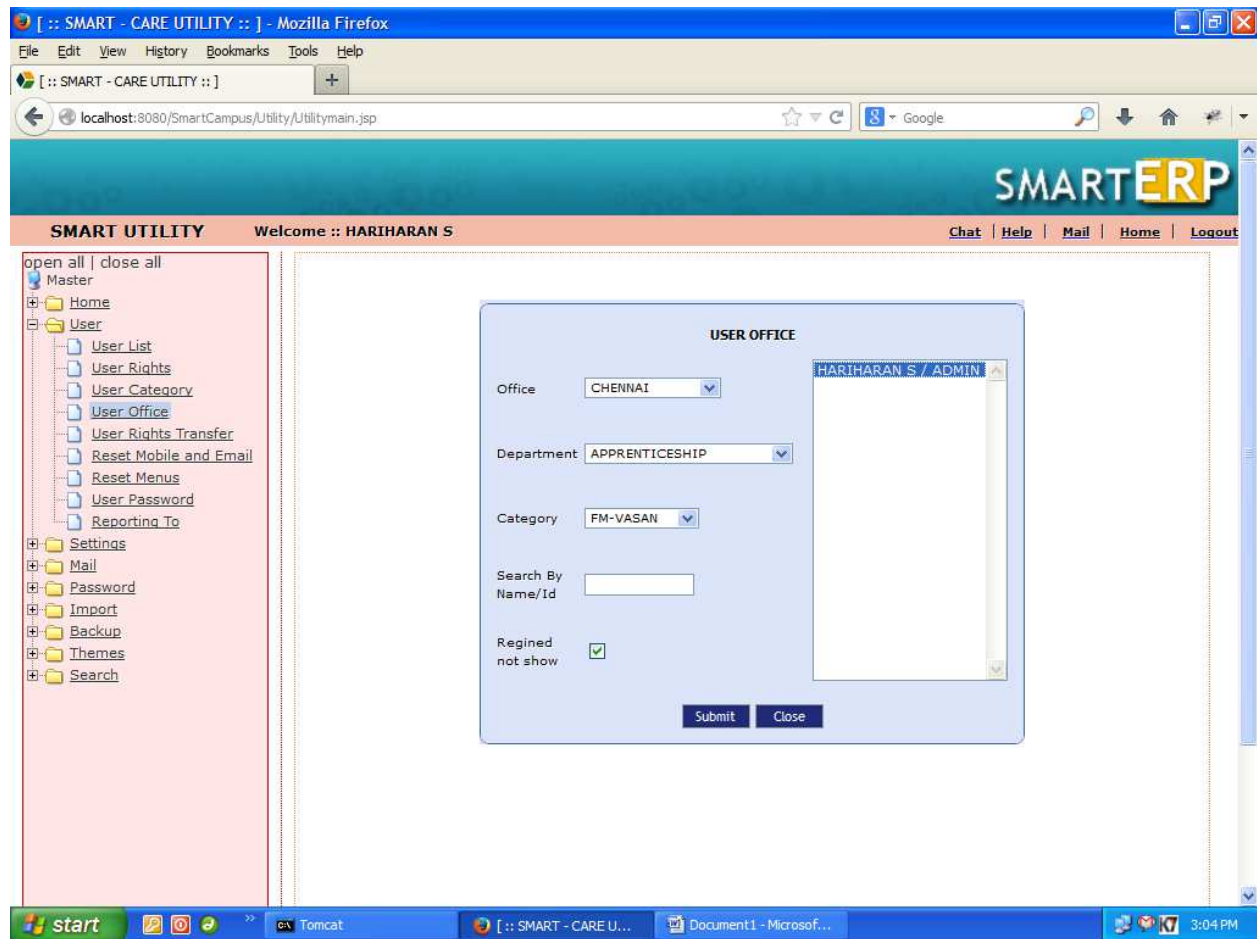 [ :: SMART - CARE UTILITY :: ] - Mozilla Firefox
File Edit View History Bookmarks Tools Help
[ :: SMART - CARE UTILITY :: ] +
localhost:8080/SmartCampus/Utility/Utilitymain.jsp 8 Google
SMARTERP
SMART UTILITY Welcome :: HARIHARAN S Chat | Help | Mail | Home | Logout
open all | close all
Master
Home
User
User List
User Rights
User Category
User Office
User Rights Transfer
Reset Mobile and Email
Reset Menus
User Password
Reporting To
Settings
Mail
Password
Import
Backup
Themes
Search
USER OFFICE
Office CHENNAI
Department APPRENTICESHIP
Category FM-VASAN
Search By
Name/Id
Regined
not show
HARIHARAN S / ADMIN
Submit Close
start Tomcat [ :: SMART - CARE U... Document1 - Microsof... 3:04 PM